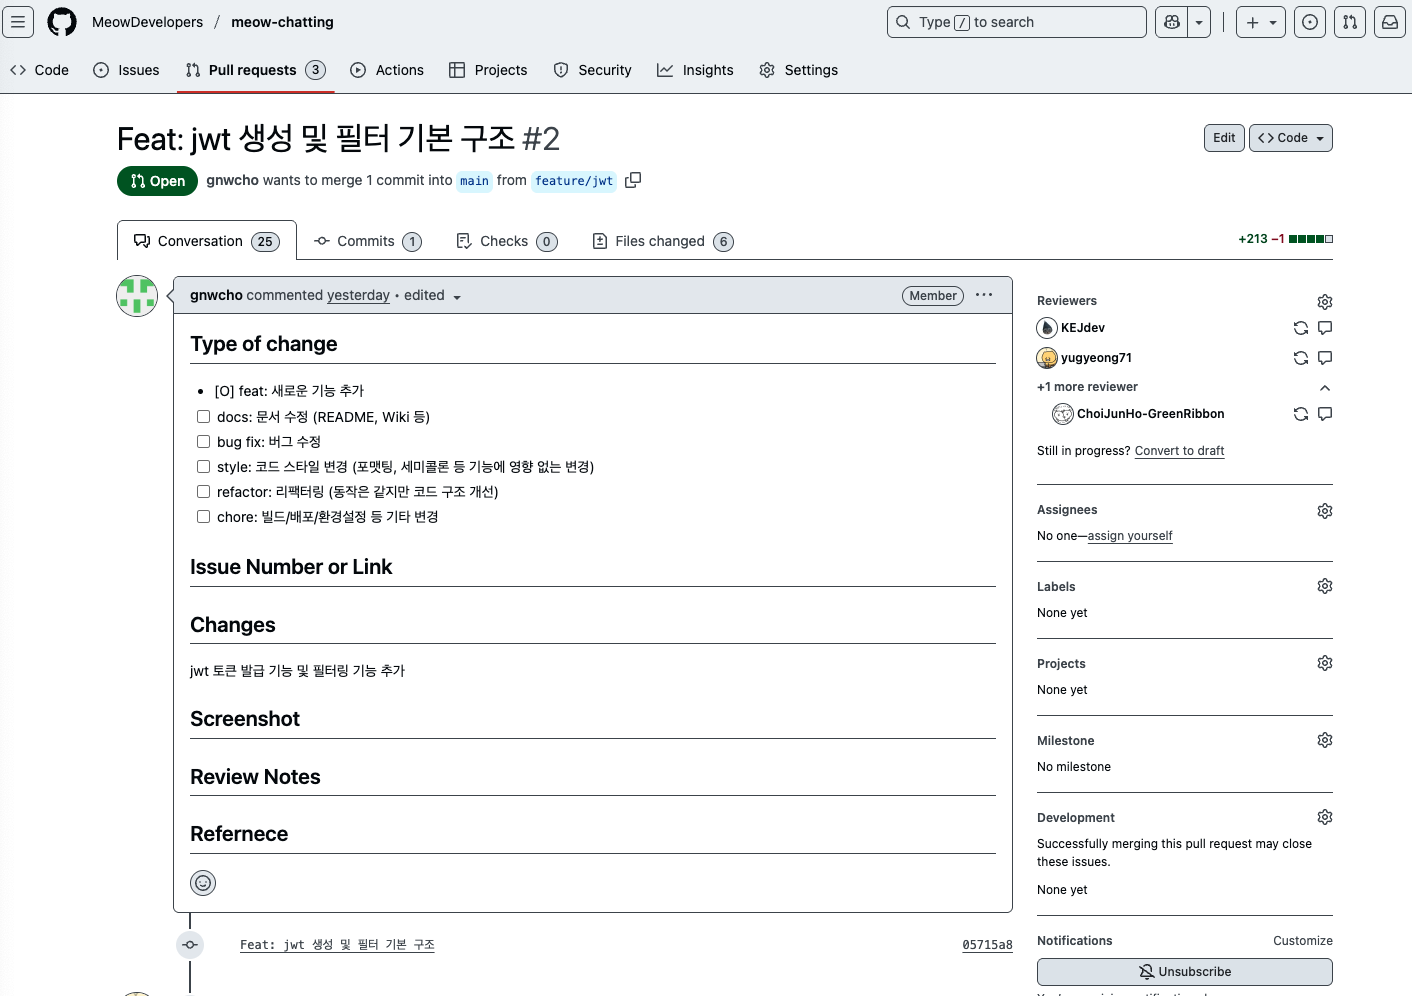 MeowDevelopers / meow-chatting
Type / to search
Code Issues Pull requests 3 Actions Projects Security Insights Settings
Feat: jwt 생성 및 필터 기본 구조 #2
Edit <> Code
Open gnwcho wants to merge 1 commit into main from feature/jwt
Conversation 25 Commits 1 Checks 0 Files changed 6 +213 −1
gnwcho commented yesterday • edited Member ...
Type of change
• [O] feat: 새로운 기능 추가
docs: 문서 수정 (README, Wiki 등)
bug fix: 버그 수정
style: 코드 스타일 변경 (포맷팅, 세미콜론 등 기능에 영향 없는 변경)
refactor: 리팩터링 (동작은 같지만 코드 구조 개선)
chore: 빌드/배포/환경설정 등 기타 변경
Issue Number or Link
Changes
jwt 토큰 발급 기능 및 필터링 기능 추가
Screenshot
Review Notes
Refernece
Feat: jwt 생성 및 필터 기본 구조 05715a8
Reviewers
KEJdev
yugyeong71
+1 more reviewer
ChoiJunHo-GreenRibbon
Still in progress? Convert to draft
Assignees
No one—assign yourself
Labels
None yet
Projects
None yet
Milestone
No milestone
Development
Successfully merging this pull request may close
these issues.
None yet
Notifications Customize
Unsubscribe